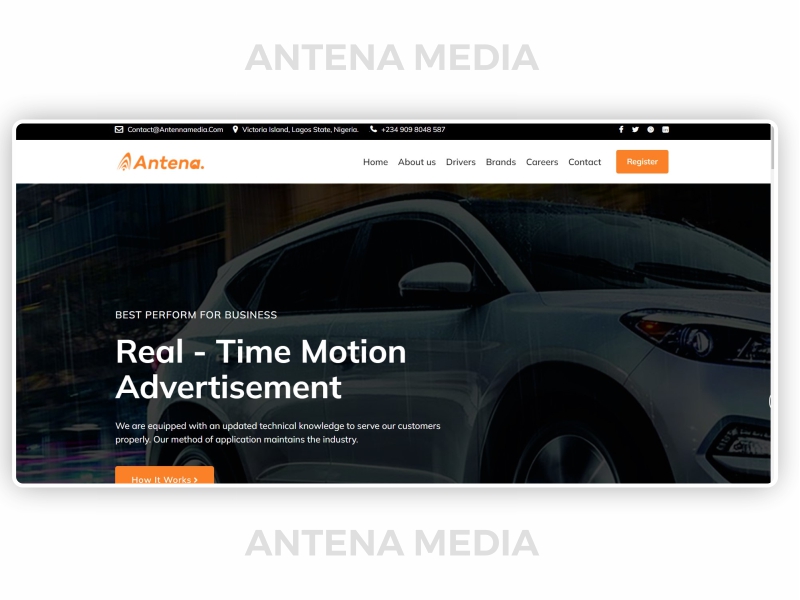 ANTENA MEDIA
Contact@Antennamedia.Com Victoria Island, Lagos State, Nigeria. +234 909 8048 587
Antena. Home About us Drivers Brands Careers Contact Register
BEST PERFORM FOR BUSINESS
Real - Time Motion
Advertisement
We are equipped with an updated technical knowledge to serve our customers
properly. Our method of application maintains the industry.
How It Works
ANTENA MEDIA